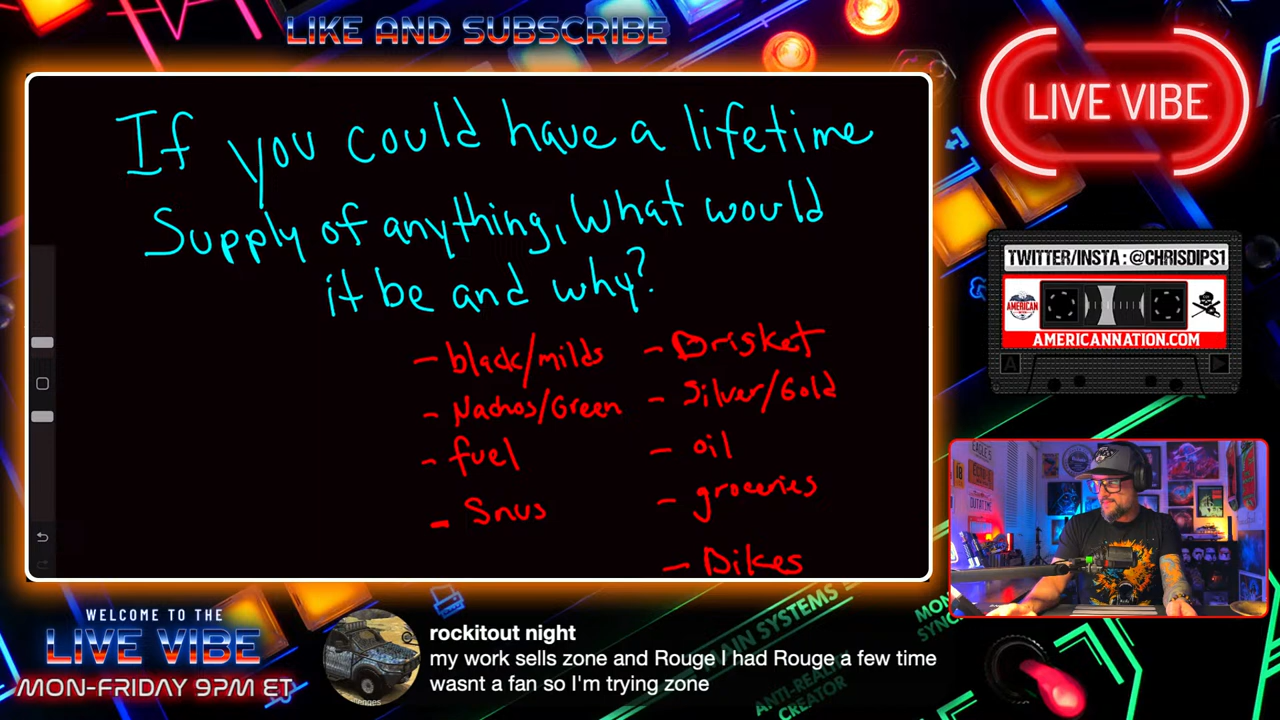 LIKE AND SUBSCRIBE
LIVE VIBE
If you could have a lifetime
Supply of anything, What would
it be and why?
- black/milds
- Nachos/Green
- fuel
- Snus
- Brisket
- Silver/Gold
- oil
- groceries
- Bikes
TWITTER/INSTA : @CHRISDIPS1
AMERICAN
AMERICANNATION.COM
A
WELCOME TO THE
LIVE VIBE
MON-FRIDAY 9PM ET
rockitout night
my work sells zone and Rouge I had Rouge a few time
wasnt a fan so I'm trying zone